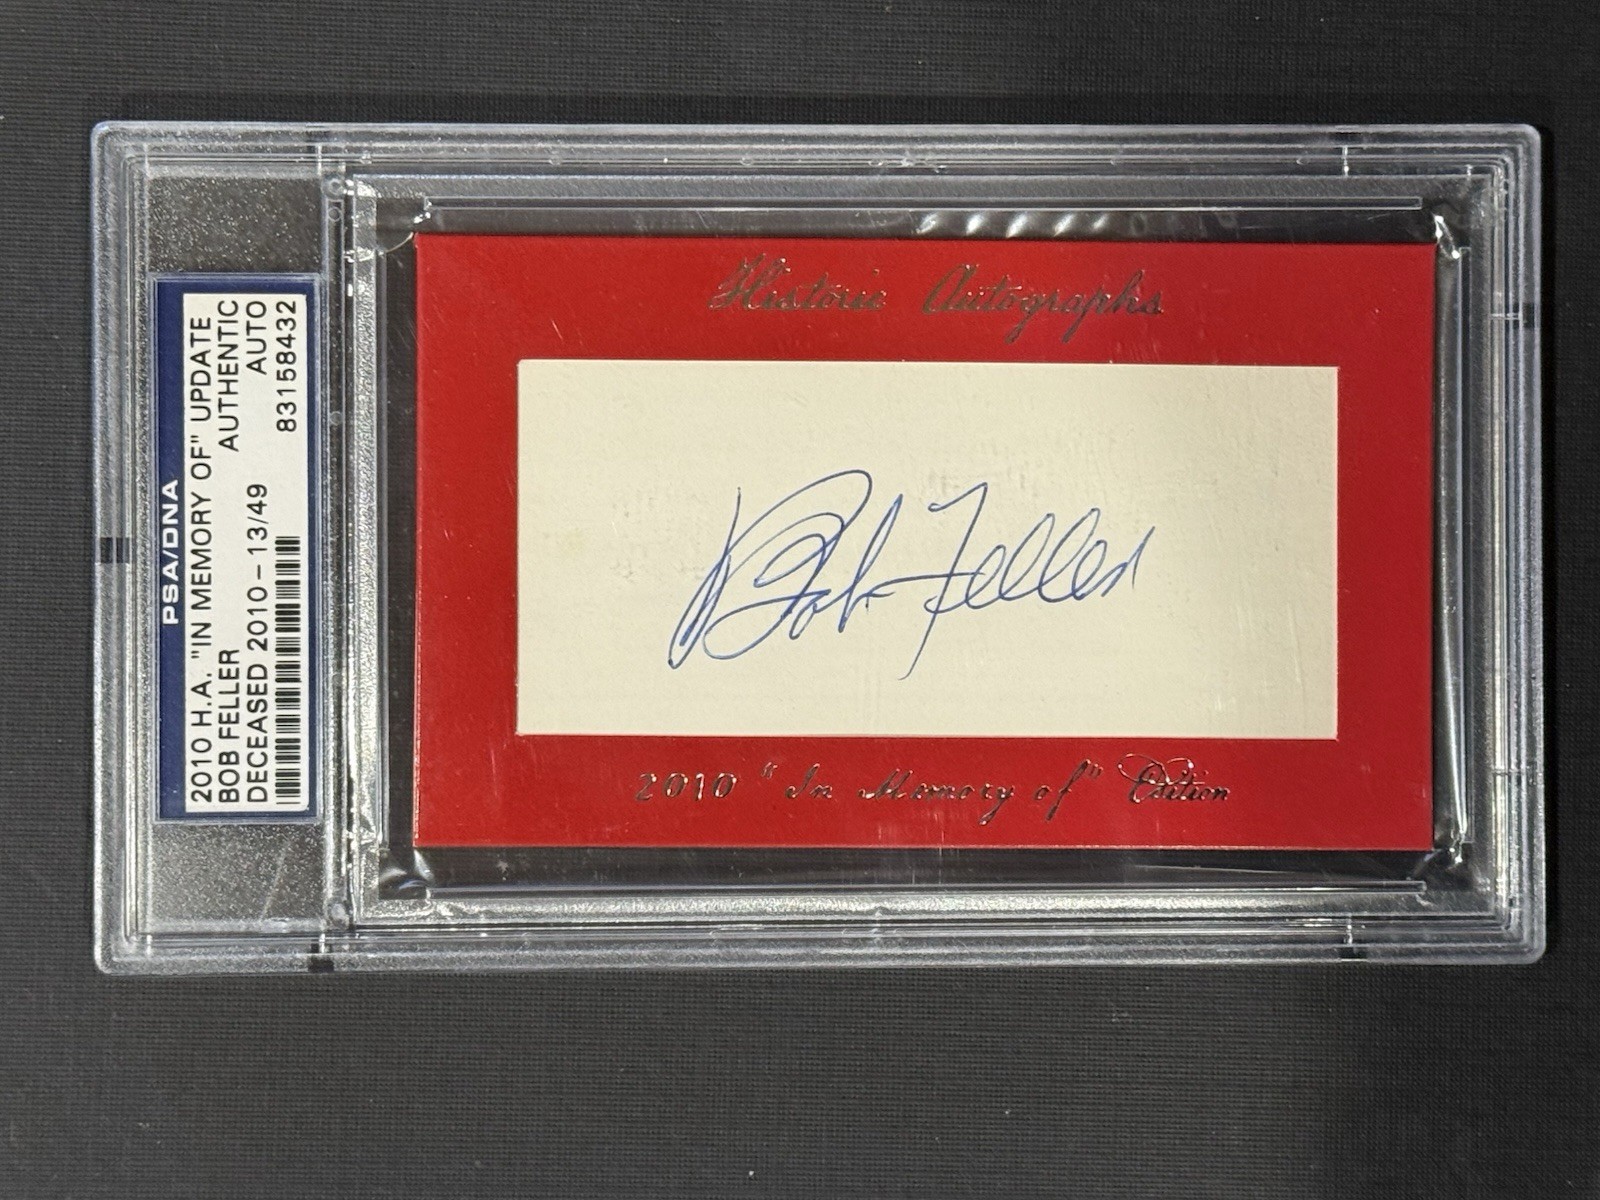 PSA/DNA
2010 H.A. "IN MEMORY OF" UPDATE
BOB FELLER AUTHENTIC
DECEASED 2010-13/49 AUTO
83158432
Historic Autographs
Bob Feller
2010 "In Memory of" Edition